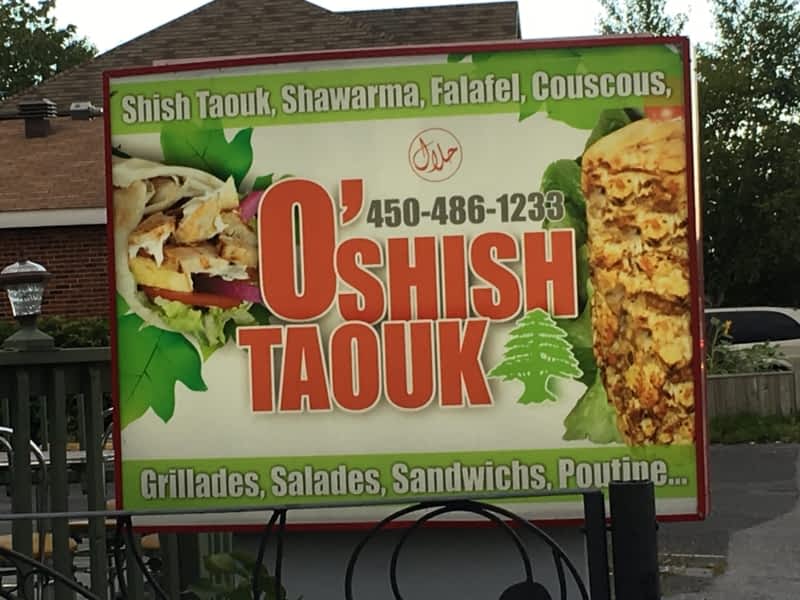 Shish Taouk, Shawarma, Falafel, Couscous,
حلال
450-486-1233
O'SHISH
TAOUK
Grillades, Salades, Sandwichs, Poutine...